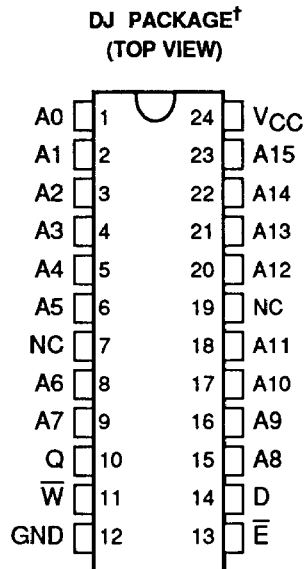 DJ PACKAGE†
(TOP VIEW)
A0 1 24 VCC
A1 2 23 A15
A2 3 22 A14
A3 4 21 A13
A4 5 20 A12
A5 6 19 NC
NC 7 18 A11
A6 8 17 A10
A7 9 16 A9
Q 10 15 A8
W̅ 11 14 D
GND 12 13 E̅